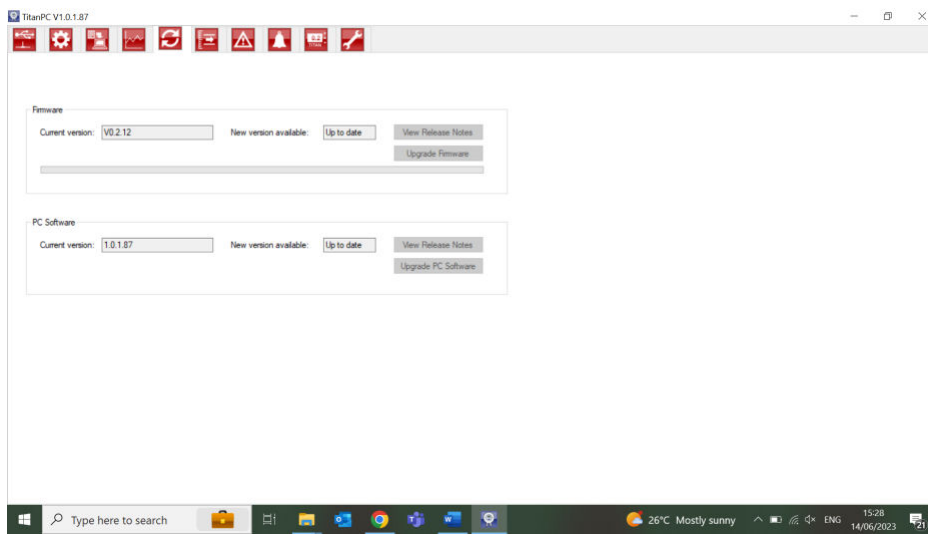 TitanPC V1.0.1.87
Firmware
Current version: V0.2.12 New version available: Up to date View Release Notes
Upgrade Firmware
PC Software
Current version: 1.0.1.87 New version available: Up to date View Release Notes
Upgrade PC Software
Type here to search 26°C Mostly sunny ENG 15:28
14/06/2023 21